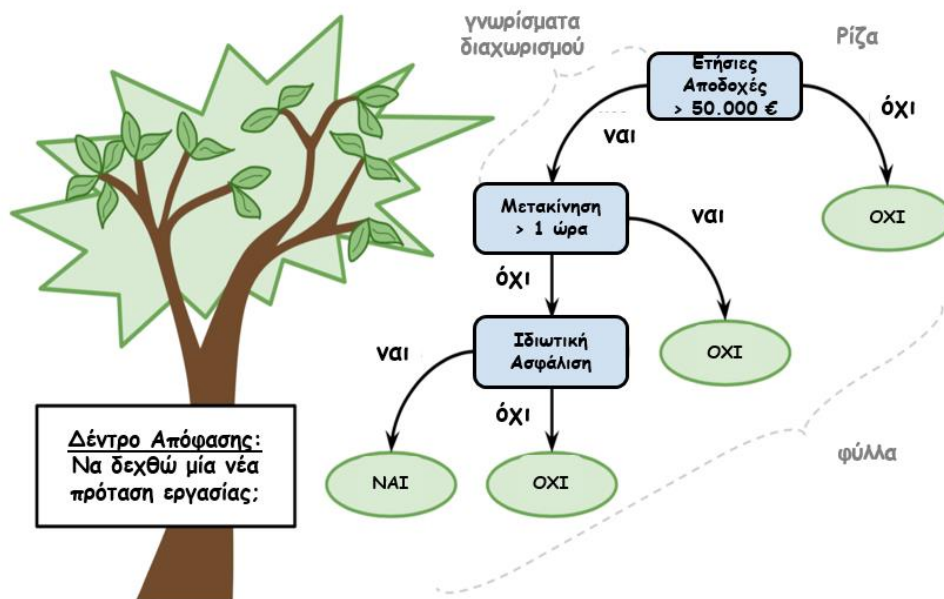 γνωρίσματα
διαχωρισμού
Ρίζα
Ετήσιες
Αποδοχές
> 50.000 €
ναι
όχι
Μετακίνηση
> 1 ώρα
ναι
ΟΧΙ
όχι
Ιδιωτική
Ασφάλιση
ΟΧΙ
ναι
όχι
Δέντρο Απόφασης:
Να δεχθώ μία νέα
πρόταση εργασίας;
ΝΑΙ
ΟΧΙ
φύλλα